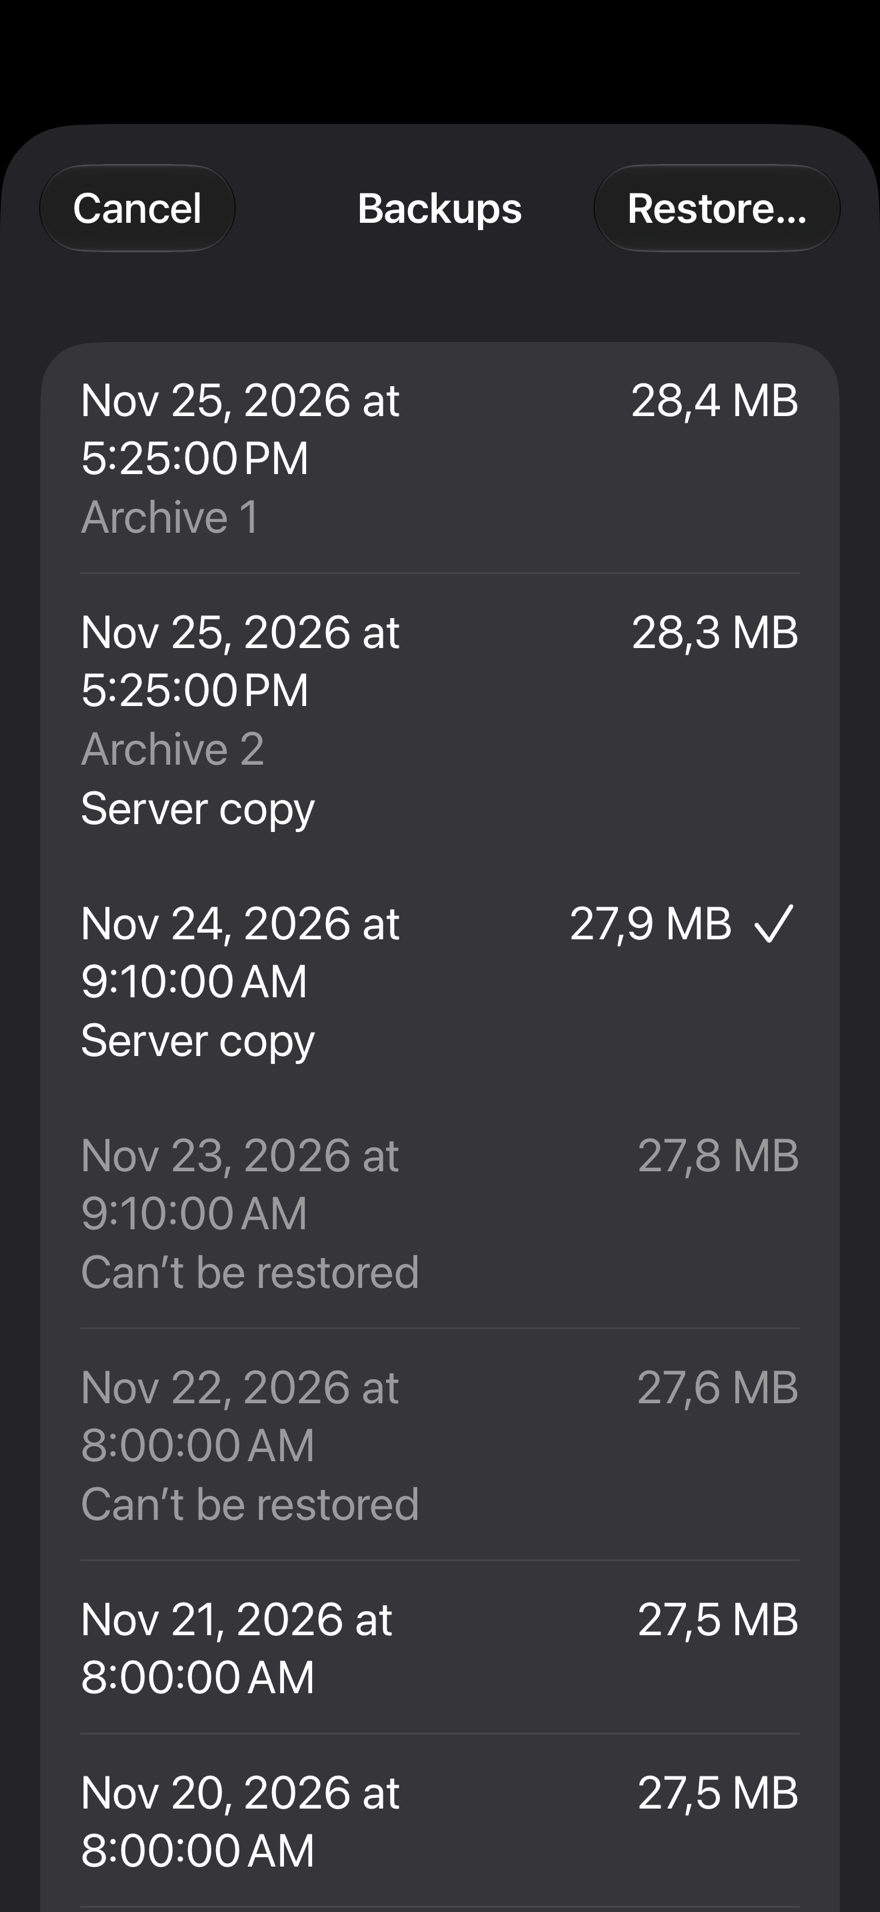 Cancel
Backups
Restore...
Nov 25, 2026 at 28,4 MB
5:25:00 PM
Archive 1
Nov 25, 2026 at 28,3 MB
5:25:00 PM
Archive 2
Server copy
Nov 24, 2026 at 27,9 MB ✓
9:10:00 AM
Server copy
Nov 23, 2026 at 27,8 MB
9:10:00 AM
Can’t be restored
Nov 22, 2026 at 27,6 MB
8:00:00 AM
Can’t be restored
Nov 21, 2026 at 27,5 MB
8:00:00 AM
Nov 20, 2026 at 27,5 MB
8:00:00 AM